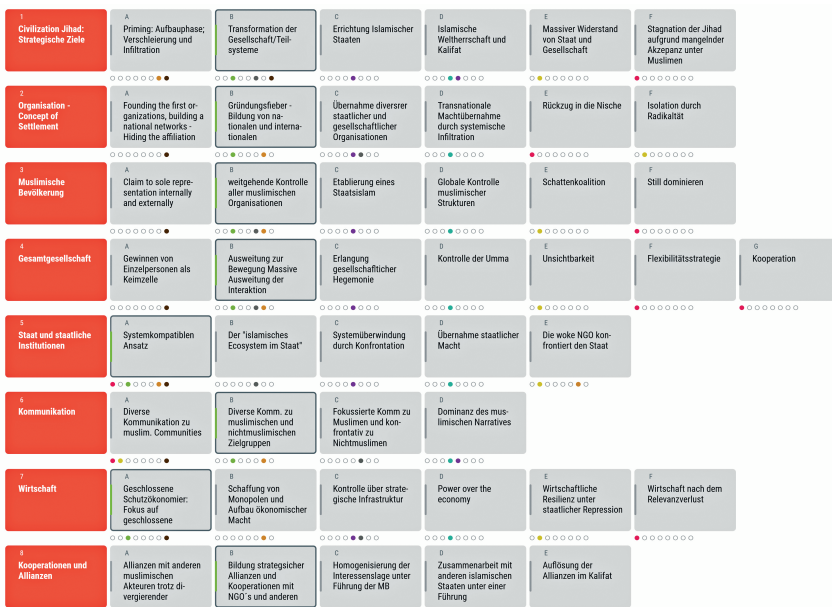 1
Civilization Jihad:
Strategische Ziele
A
Priming: Aufbauphase;
Verschleierung und
Infiltration
B
Transformation der
Gesellschaft/Teil-
systeme
C
Errichtung Islamischer
Staaten
D
Islamische
Weltherrschaft und
Kalifat
E
Massiver Widerstand
von Staat und
Gesellschaft
F
Stagnation der Jihad
aufgrund mangelnder
Akzepanz unter
Muslimen
2
Organisation -
Concept of
Settlement
A
Founding the first or-
ganizations, building a
national networks -
Hiding the affiliation
B
Gründungsfieber -
Bildung von na-
tionalen und interna-
tionalen
C
Übernahme diversrer
staatlicher und
gesellschaftlicher
Organisationen
D
Transnationale
Machtübernahme
durch systemische
Infiltration
E
Rückzug in die Nische
F
Isolation durch
Radikaltät
3
Muslimische
Bevölkerung
A
Claim to sole repre-
sentation internally
and externally
B
weitgehende Kontrolle
aller muslimischen
Organisationen
C
Etablierung eines
Staatsislam
D
Globale Kontrolle
muslimischer
Strukturen
E
Schattenkoalition
F
Still dominieren
4
Gesamtgesellschaft
A
Gewinnen von
Einzelpersonen als
Keimzelle
B
Ausweitung zur
Bewegung Massive
Ausweitung der
Interaktion
C
Erlangung
gesellschaftlicher
Hegemonie
D
Kontrolle der Umma
E
Unsichtbarkeit
F
Flexibilitätsstrategie
G
Kooperation
5
Staat und staatliche
Institutionen
A
Systemkompatiblen
Ansatz
B
Der "islamisches
Ecosystem im Staat"
C
Systemüberwindung
durch Konfrontation
D
Übernahme staatlicher
Macht
E
Die woke NGO kon-
frontiert den Staat
6
Kommunikation
A
Diverse
Kommunikation zu
muslim. Communities
B
Diverse Komm. zu
muslimischen und
nichtmuslimischen
Zielgruppen
C
Fokussierte Komm zu
Muslimen und kon-
frontativ zu
Nichtmuslimen
D
Dominanz des mus-
limischen Narratives
7
Wirtschaft
A
Geschlossene
Schutzökonomier:
Fokus auf
geschlossene
B
Schaffung von
Monopolen und
Aufbau ökonomischer
Macht
C
Kontrolle über strate-
gische Infrastruktur
D
Power over the
economy
E
Wirtschaftliche
Resilienz unter
staatlicher Repression
F
Wirtschaft nach dem
Relevanzverlust
8
Kooperationen und
Allianzen
A
Allianzen mit anderen
muslimischen
Akteuren trotz di-
vergierender
B
Bildung strategsicher
Allianzen und
Kooperationen mit
NGO´s und anderen
C
Homogenisierung der
Interessenslage unter
Führung der MB
D
Zusammenarbeit mit
anderen islamischen
Staaten unter einer
Führung
E
Auflösung der
Allianzen im Kalifat